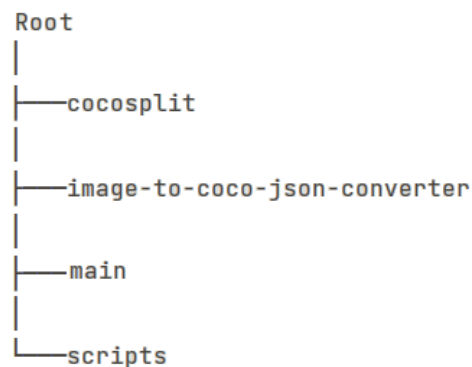 Root
cocosplit
image-to-coco-json-converter
main
scripts